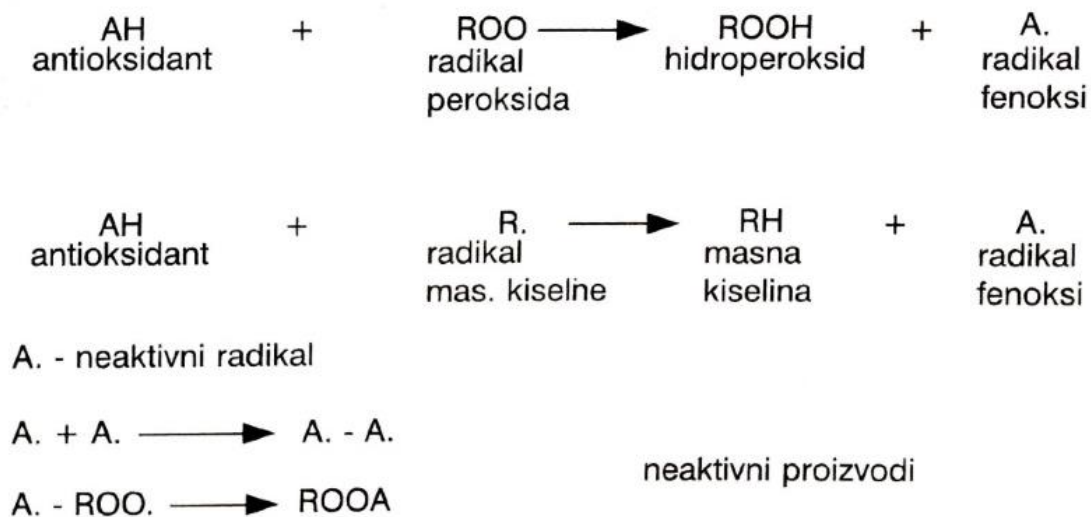 AH + ROO → ROOH + A.
antioksidant radikal hidroperoksid radikal
peroksida fenoksi
AH + R. → RH + A.
antioksidant radikal masna radikal
mas. kiselne kiselina fenoksi
A. - neaktivni radikal
A. + A. → A. - A.
neaktivni proizvodi
A. - ROO. → ROOA